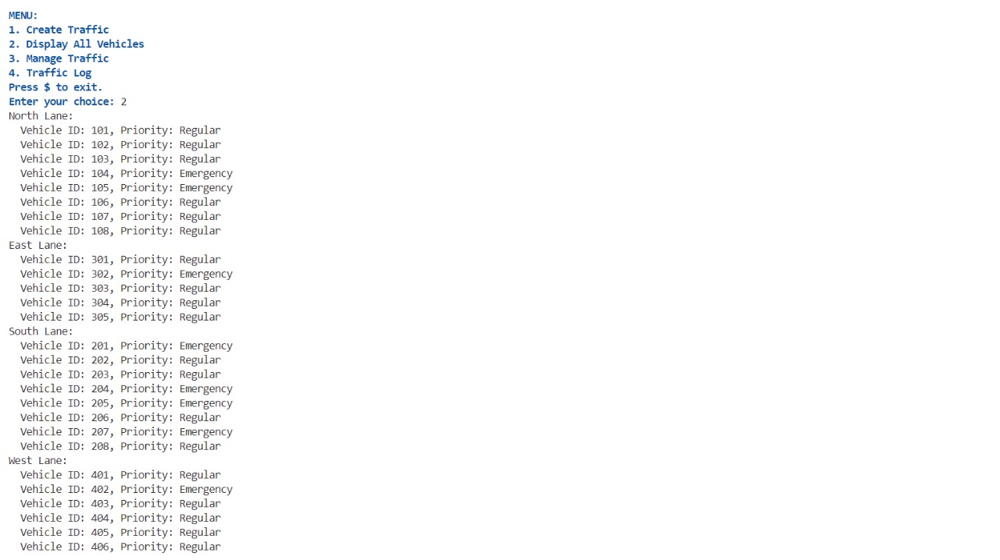 MENU:
1. Create Traffic
2. Display All Vehicles
3. Manage Traffic
4. Traffic Log
Press $ to exit.
Enter your choice: 2
North Lane:
  Vehicle ID: 101, Priority: Regular
  Vehicle ID: 102, Priority: Regular
  Vehicle ID: 103, Priority: Regular
  Vehicle ID: 104, Priority: Emergency
  Vehicle ID: 105, Priority: Emergency
  Vehicle ID: 106, Priority: Regular
  Vehicle ID: 107, Priority: Regular
  Vehicle ID: 108, Priority: Regular
East Lane:
  Vehicle ID: 301, Priority: Regular
  Vehicle ID: 302, Priority: Emergency
  Vehicle ID: 303, Priority: Regular
  Vehicle ID: 304, Priority: Regular
  Vehicle ID: 305, Priority: Regular
South Lane:
  Vehicle ID: 201, Priority: Emergency
  Vehicle ID: 202, Priority: Regular
  Vehicle ID: 203, Priority: Regular
  Vehicle ID: 204, Priority: Emergency
  Vehicle ID: 205, Priority: Emergency
  Vehicle ID: 206, Priority: Regular
  Vehicle ID: 207, Priority: Emergency
  Vehicle ID: 208, Priority: Regular
West Lane:
  Vehicle ID: 401, Priority: Regular
  Vehicle ID: 402, Priority: Emergency
  Vehicle ID: 403, Priority: Regular
  Vehicle ID: 404, Priority: Regular
  Vehicle ID: 405, Priority: Regular
  Vehicle ID: 406, Priority: Regular